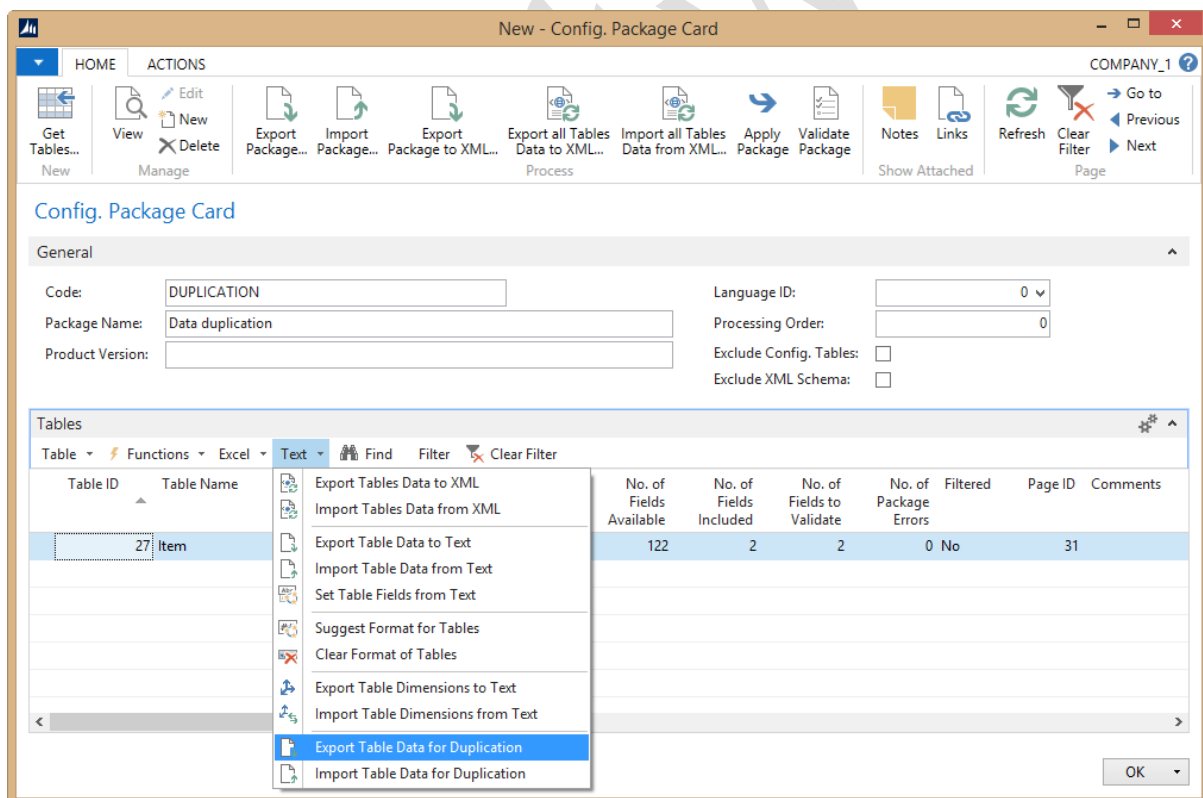 New - Config. Package Card
HOME ACTIONS COMPANY_1
Get Tables...
View
Edit
New
Delete
Export Package...
Import Package...
Export Package to XML...
Export all Tables Data to XML...
Import all Tables Data from XML...
Apply Package
Validate Package
Notes
Links
Refresh
Clear Filter
Go to
Previous
Next
New Manage Process Show Attached Page
Config. Package Card
General
Code: DUPLICATION
Language ID: 0
Package Name: Data duplication
Processing Order: 0
Product Version:
Exclude Config. Tables:
Exclude XML Schema:
Tables
Table Functions Excel Text Find Filter Clear Filter
Table ID Table Name No. of Fields Available No. of Fields Included No. of Fields to Validate No. of Package Errors Filtered Page ID Comments
27 Item 122 2 2 0 No 31
Export Tables Data to XML
Import Tables Data from XML
Export Table Data to Text
Import Table Data from Text
Set Table Fields from Text
Suggest Format for Tables
Clear Format of Tables
Export Table Dimensions to Text
Import Table Dimensions from Text
Export Table Data for Duplication
Import Table Data for Duplication
OK